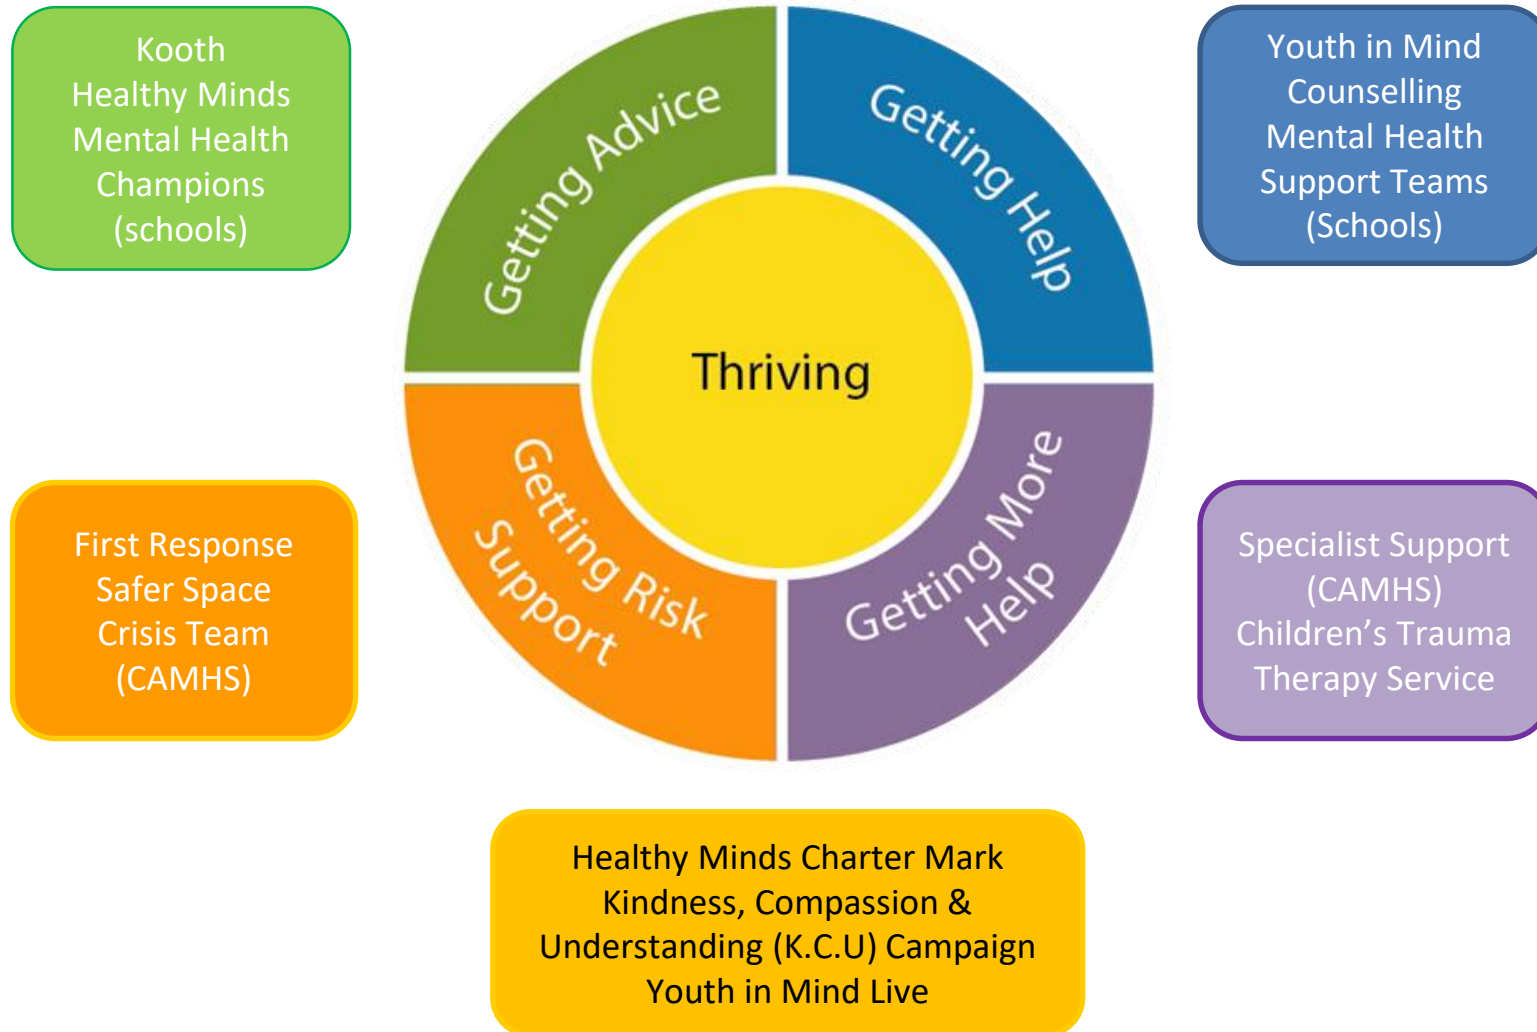 Kooth
Healthy Minds
Mental Health
Champions
(schools)
Getting Advice
Getting Help
Youth in Mind
Counselling
Mental Health
Support Teams
(Schools)
Thriving
First Response
Safer Space
Crisis Team
(CAMHS)
Getting Risk
Support
Getting More
Help
Specialist Support
(CAMHS)
Children’s Trauma
Therapy Service
Healthy Minds Charter Mark
Kindness, Compassion &
Understanding (K.C.U) Campaign
Youth in Mind Live